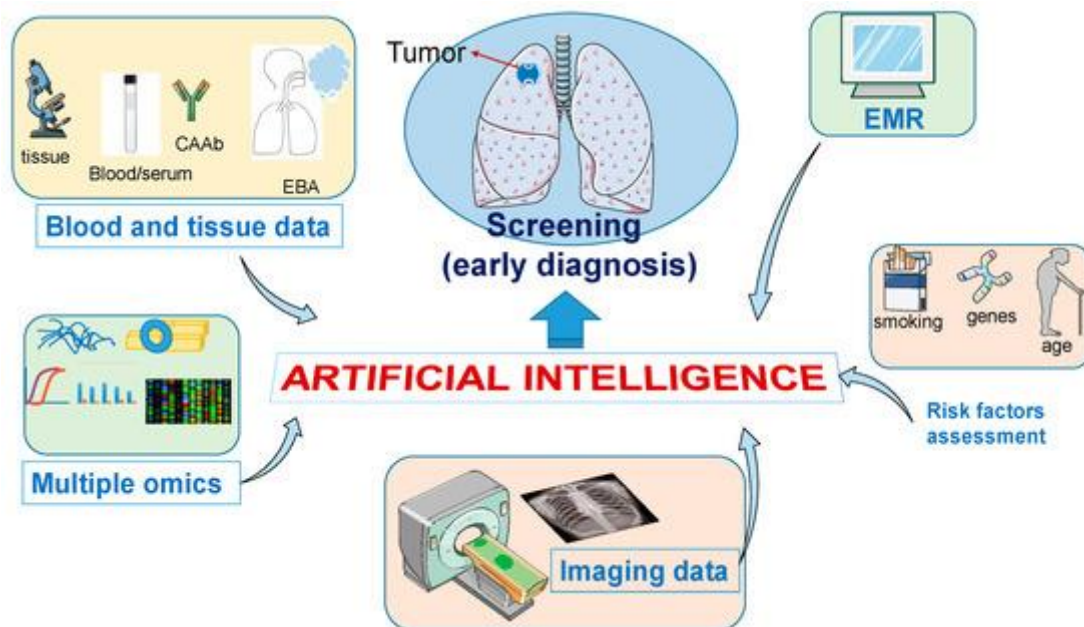 Tumor
tissue
Blood/serum
CAAb
EBA
Blood and tissue data
Screening
(early diagnosis)
EMR
smoking
genes
age
Risk factors
assessment
ARTIFICIAL INTELLIGENCE
Multiple omics
Imaging data